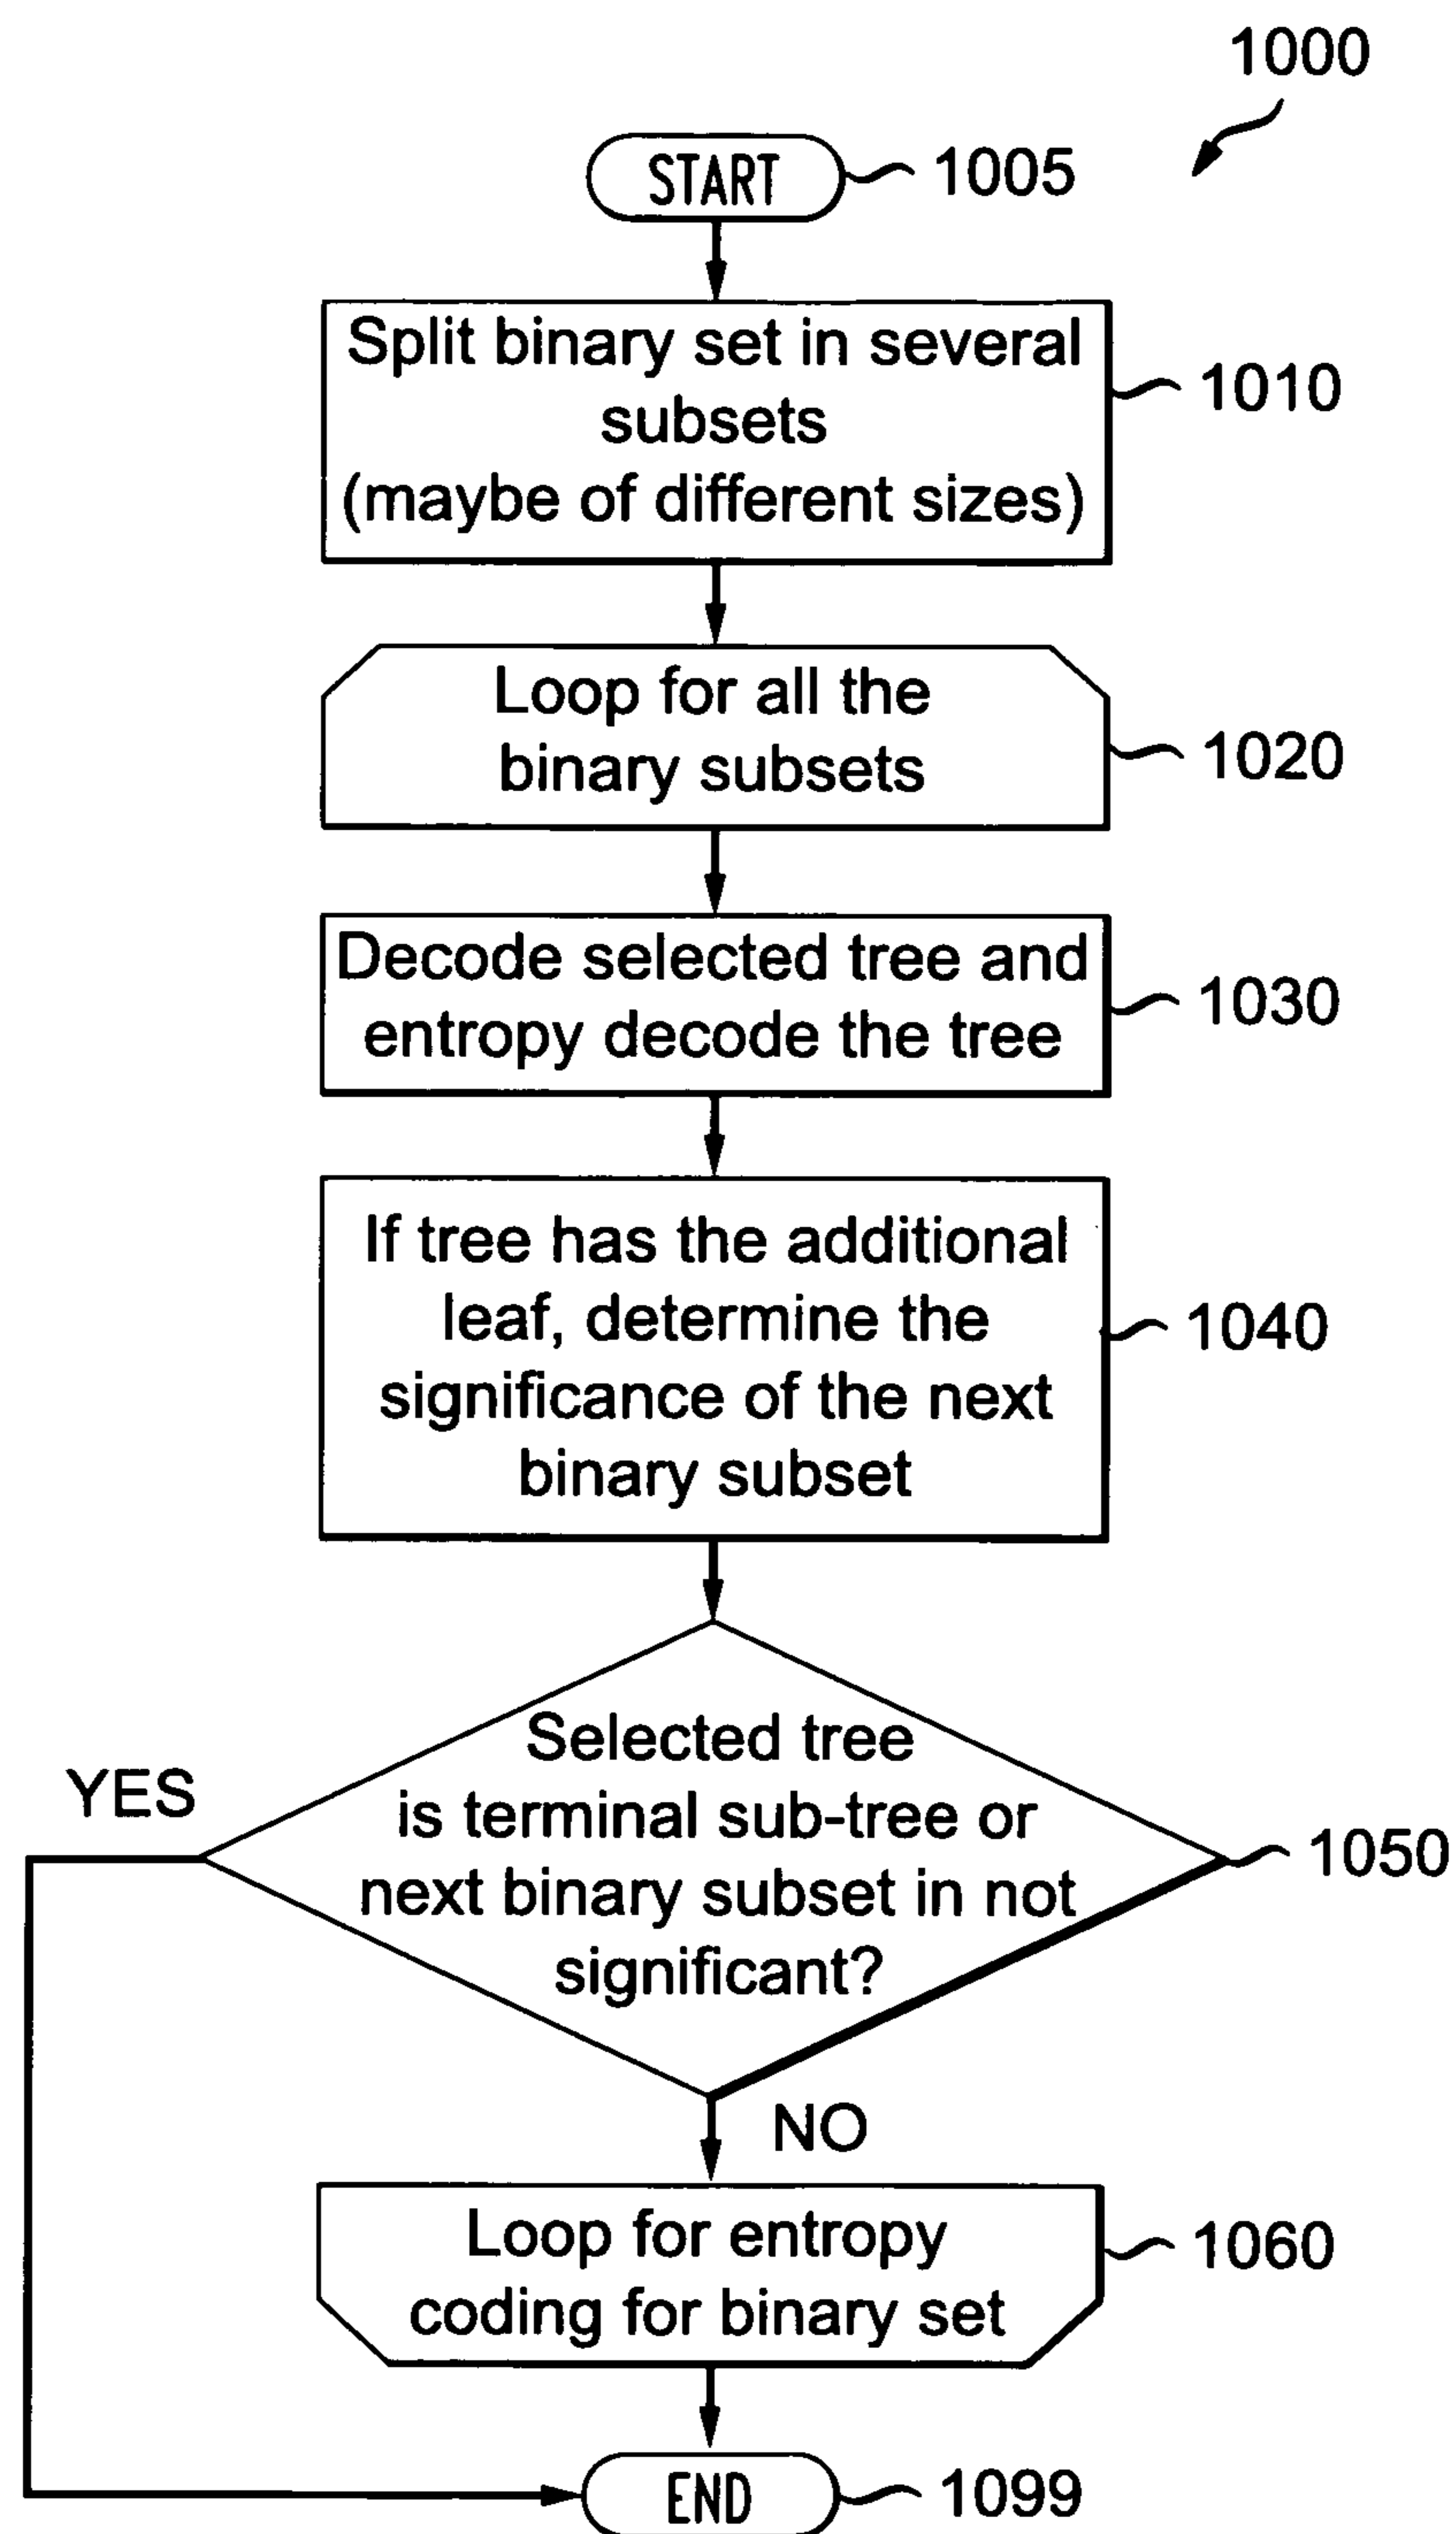 1000
START
1005
Split binary set in several
subsets
(maybe of different sizes)
1010
Loop for all the
binary subsets
1020
Decode selected tree and
entropy decode the tree
1030
If tree has the additional
leaf, determine the
significance of the next
binary subset
1040
Selected tree
is terminal sub-tree or
next binary subset in not
significant?
YES
1050
NO
Loop for entropy
coding for binary set
1060
END
1099